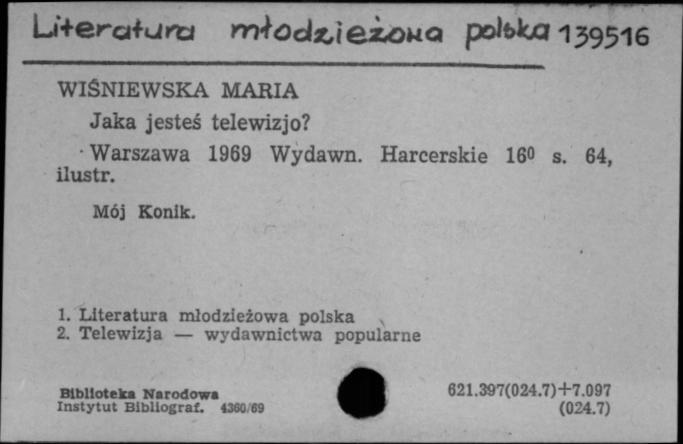 Literatura młodzieżowa polska 139516
WIŚNIEWSKA MARIA
Jaka jesteś telewizjo?
Warszawa 1969 Wydawn. Harcerskie 16⁰ s. 64,
ilustr.
Mój Konik.
1. Literatura młodzieżowa polska
2. Telewizja — wydawnictwa popularne
Biblioteka Narodowa
Instytut Bibliograf. 4360/69
621.397(024.7)+7.097
(024.7)